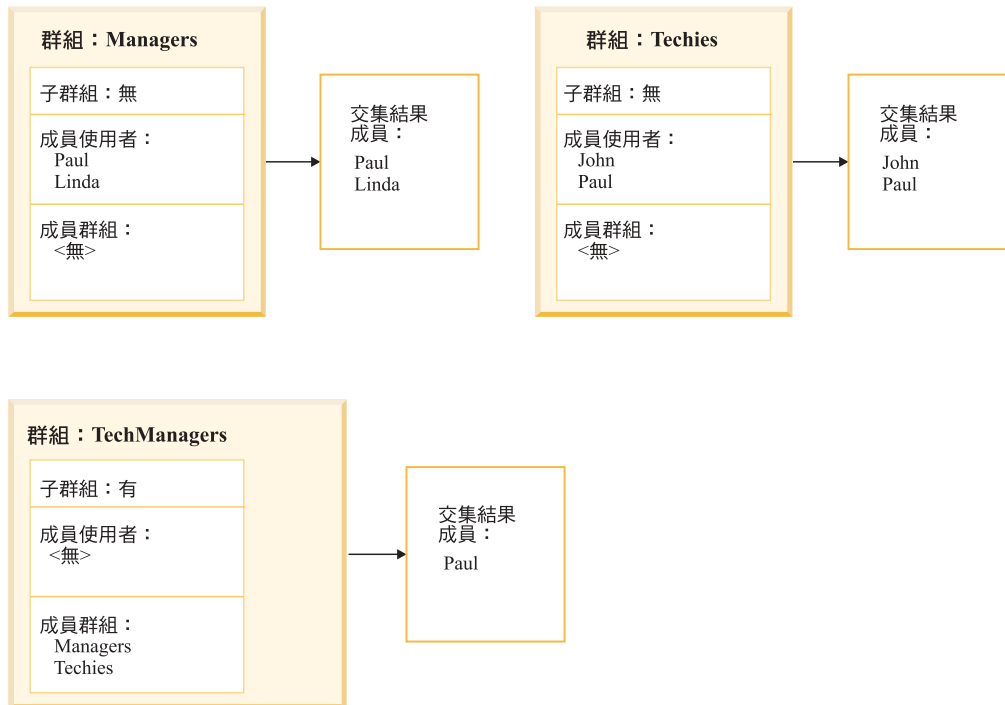 群組：Managers
子群組：無
成員使用者：
Paul
Linda
成員群組：
<無>
交集結果
成員：
Paul
Linda
群組：Techies
子群組：無
成員使用者：
John
Paul
成員群組：
<無>
交集結果
成員：
John
Paul
群組：TechManagers
子群組：有
成員使用者：
<無>
成員群組：
Managers
Techies
交集結果
成員：
Paul